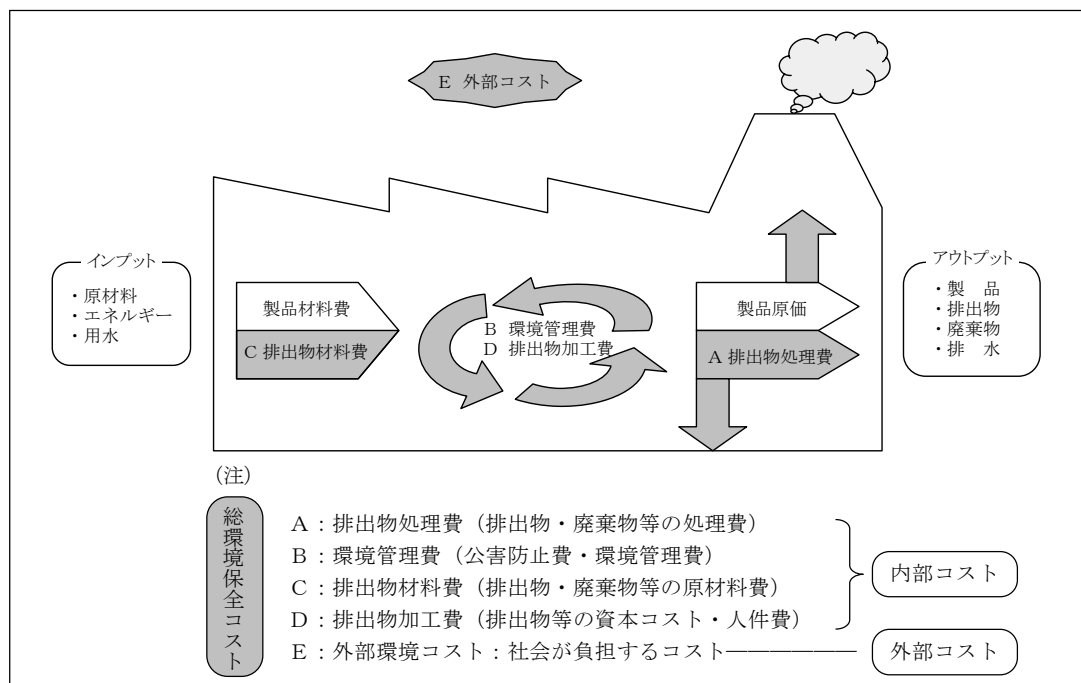 E 外部コスト
インプット
・原材料
・エネルギー
・用水
製品材料費
C 排出物材料費
B 環境管理費
D 排出物加工費
製品原価
A 排出物処理費
アウトプット
・製 品
・排出物
・廃棄物
・排 水
(注)
総環境保全コスト
A：排出物処理費（排出物・廃棄物等の処理費）
B：環境管理費（公害防止費・環境管理費）
C：排出物材料費（排出物・廃棄物等の原材料費）
D：排出物加工費（排出物等の資本コスト・人件費）
内部コスト
E：外部環境コスト：社会が負担するコスト――――――
外部コスト